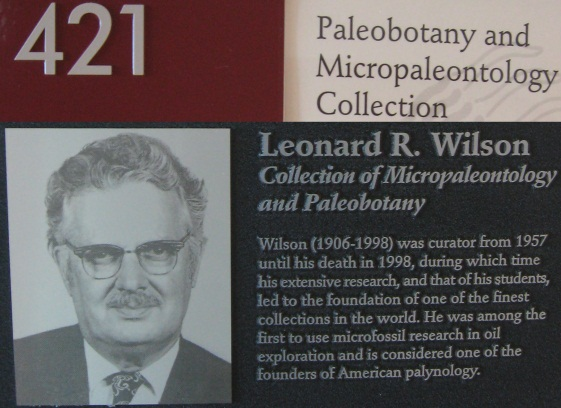 421
Paleobotany and
Micropaleontology
Collection
Leonard R. Wilson
Collection of Micropaleontology
and Paleobotany
Wilson (1906-1998) was curator from 1957
until his death in 1998, during which time
his extensive research, and that of his students,
led to the foundation of one of the finest
collections in the world. He was among the
first to use microfossil research in oil
exploration and is considered one of the
founders of American palynology.